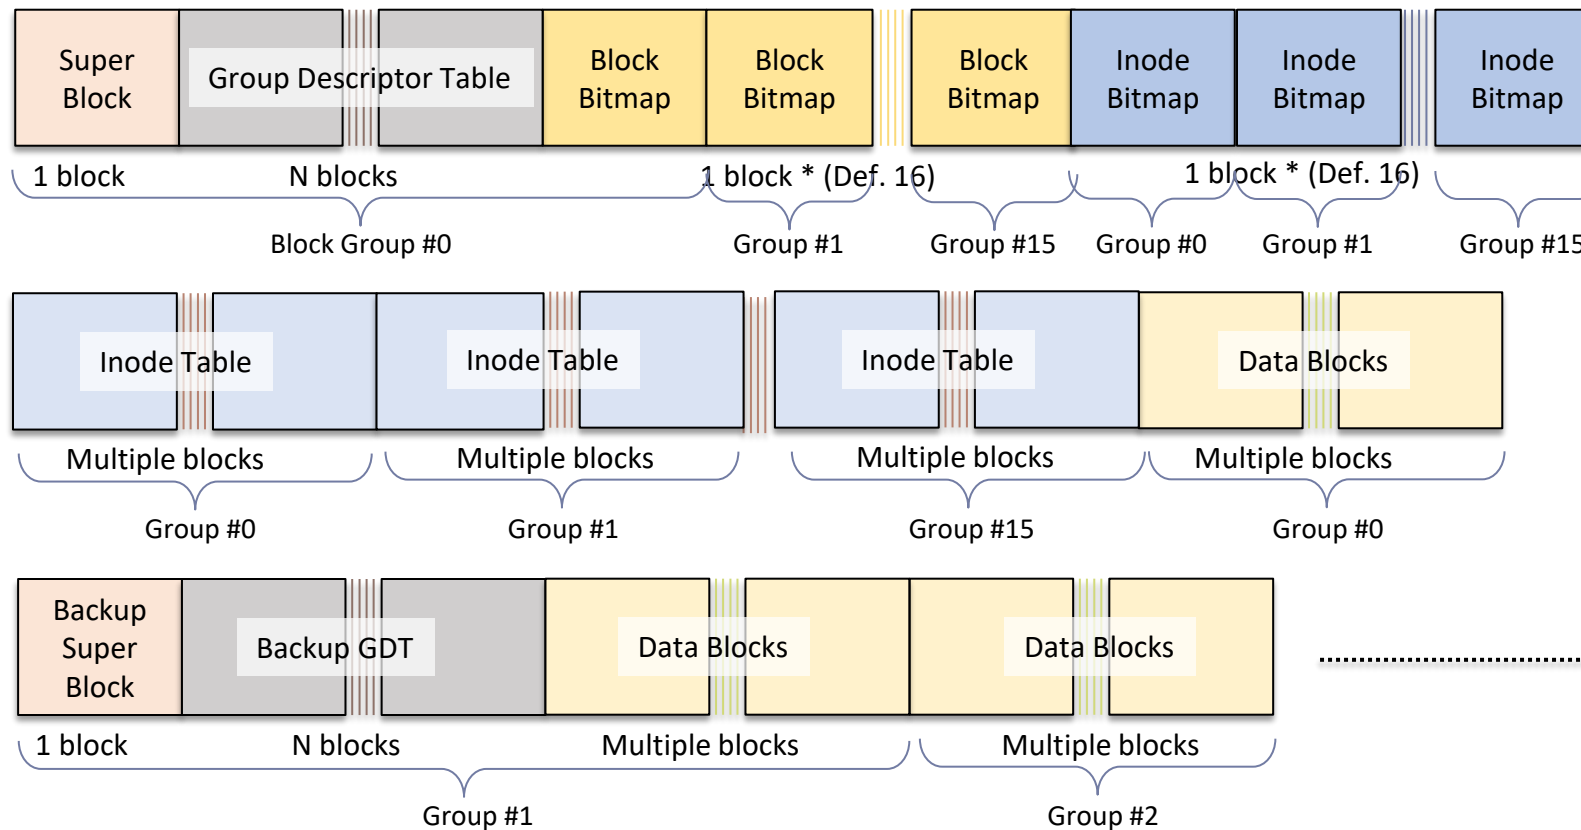 Super
Block
Group Descriptor Table
Block
Bitmap
Block
Bitmap
Block
Bitmap
Inode
Bitmap
Inode
Bitmap
Inode
Bitmap
1 block
N blocks
1 block * (Def. 16)
1 block * (Def. 16)
Block Group #0
Group #1
Group #15
Group #0
Group #1
Group #15
Inode Table
Inode Table
Inode Table
Data Blocks
Multiple blocks
Multiple blocks
Multiple blocks
Multiple blocks
Group #0
Group #1
Group #15
Group #0
Backup
Super
Block
Backup GDT
Data Blocks
Data Blocks
1 block
N blocks
Multiple blocks
Multiple blocks
Group #1
Group #2